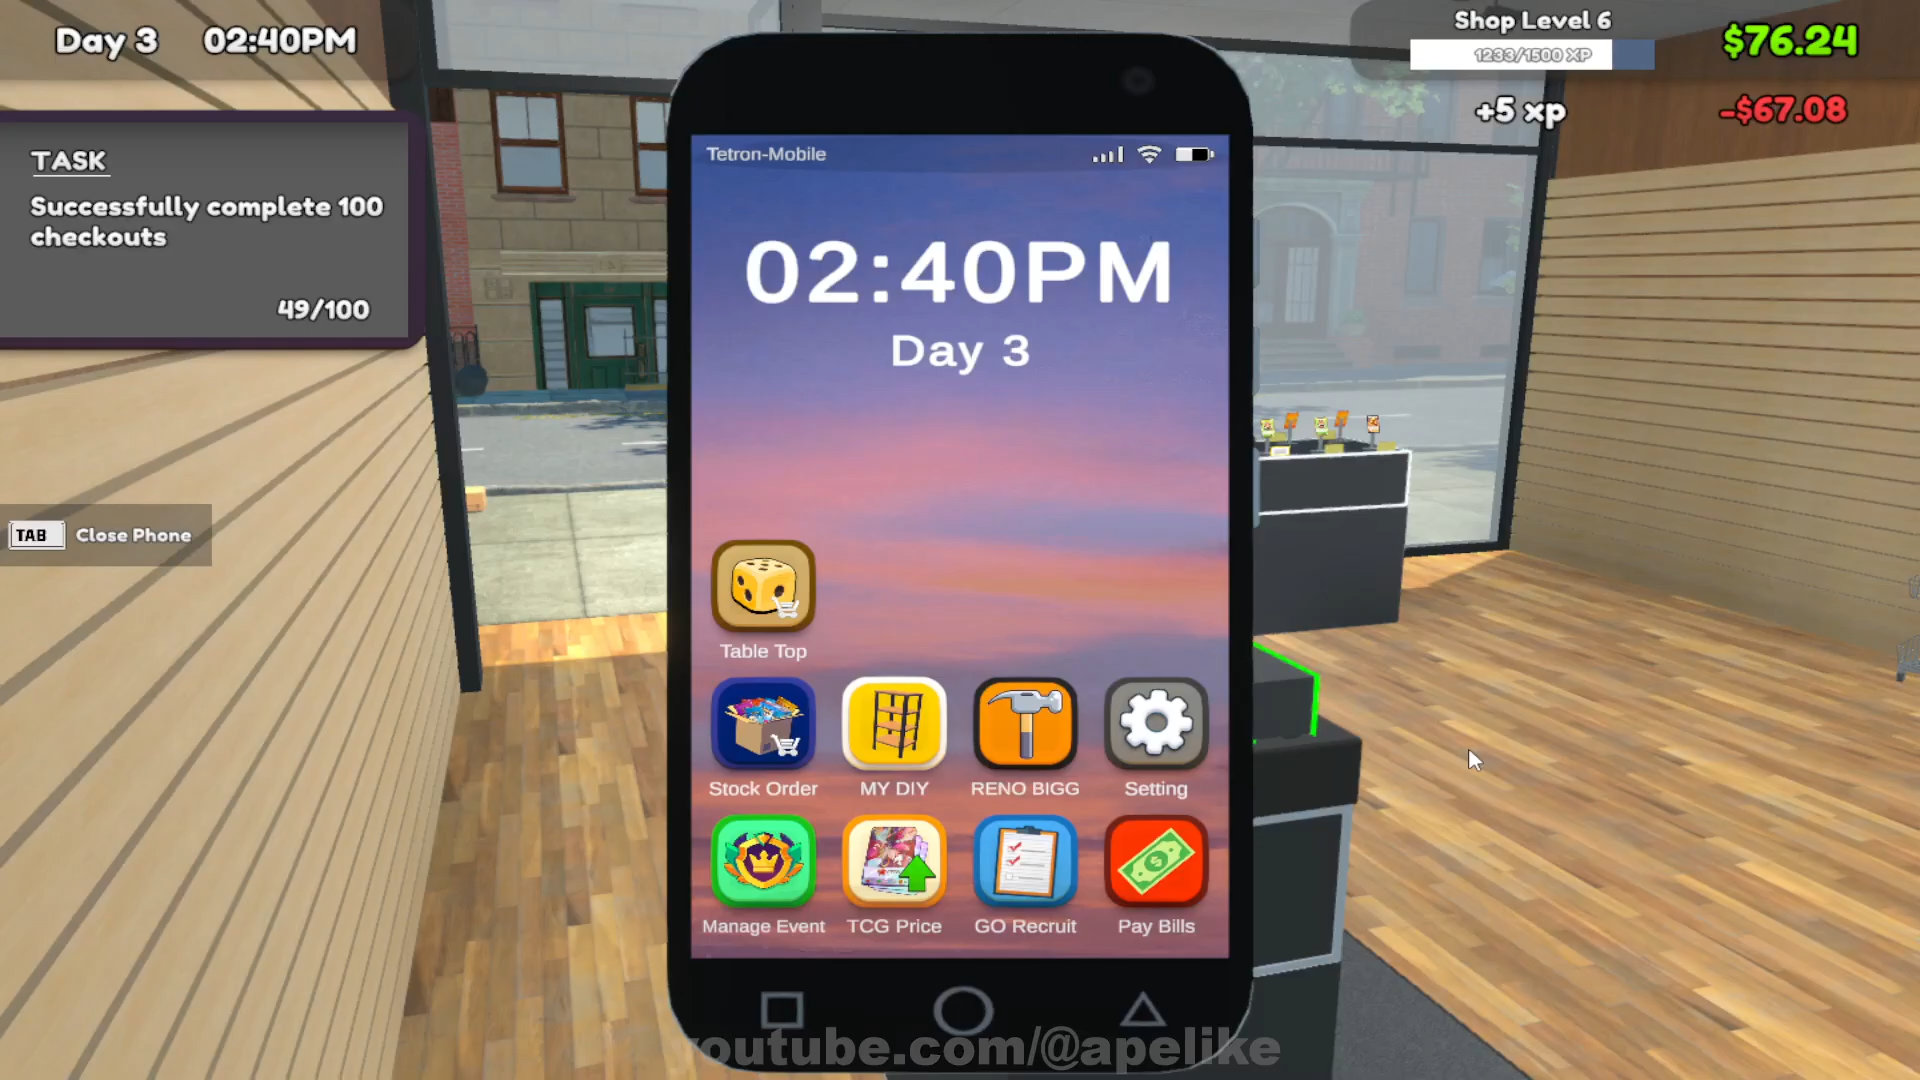 Day 3 02:40PM
Shop Level 6
1233/1500 XP
$76.24
+5 xp
-$67.08
TASK
Successfully complete 100
checkouts
49/100
TAB Close Phone
Tetron-Mobile
02:40PM
Day 3
Table Top
Stock Order MY DIY RENO BIGG Setting
Manage Event TCG Price GO Recruit Pay Bills
youtube.com/@apelike